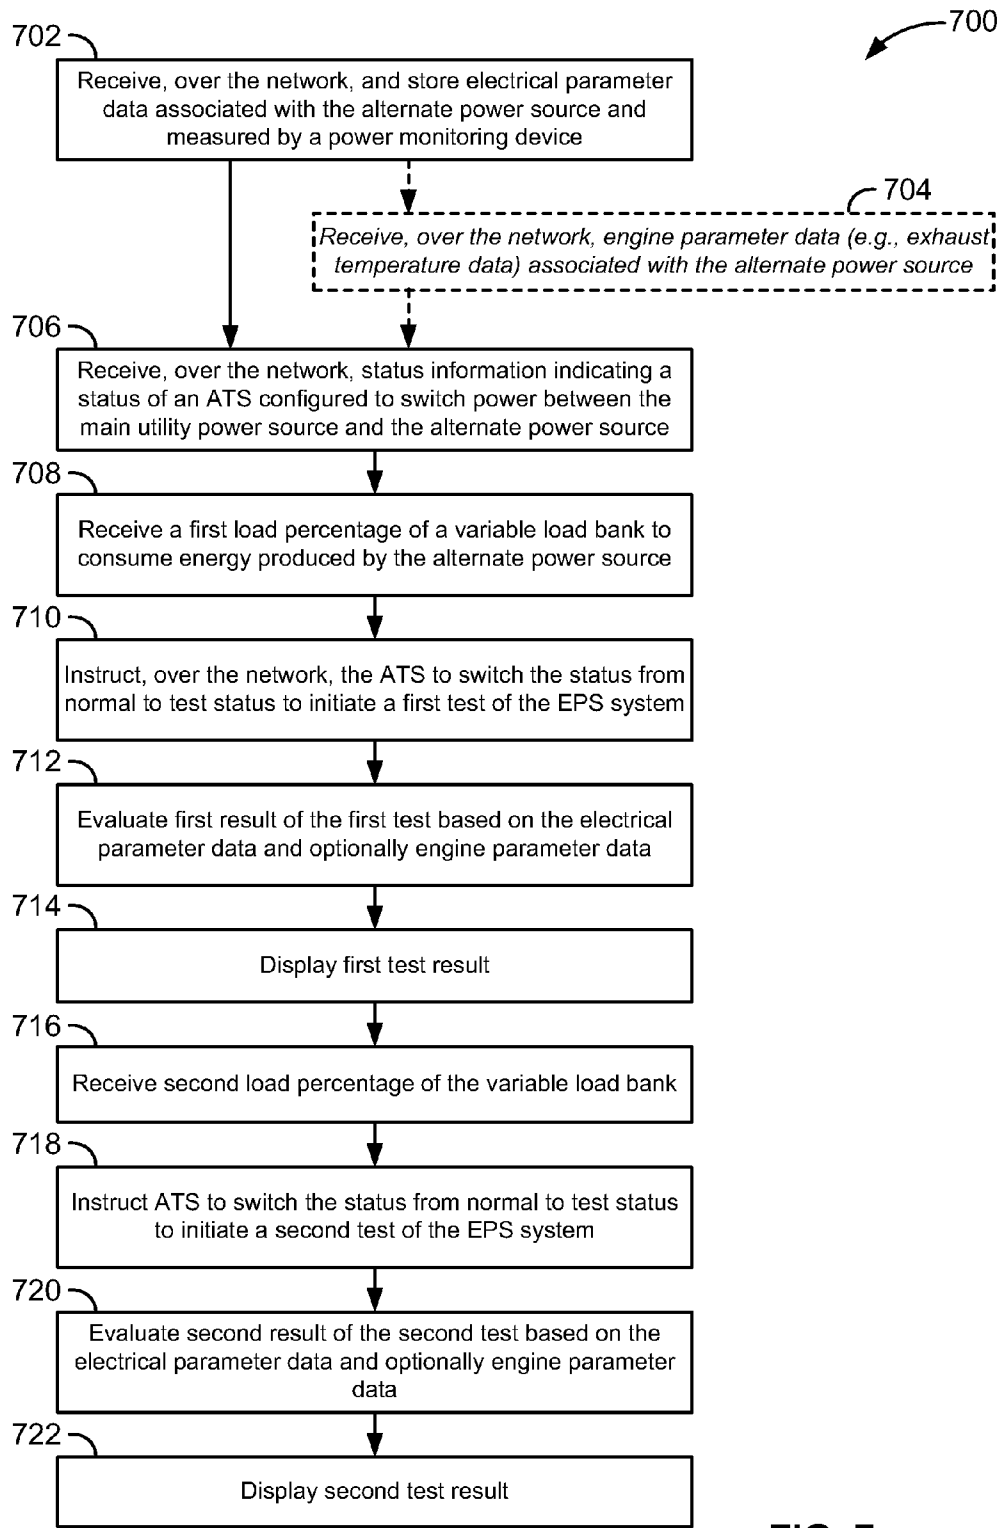 700
702
Receive, over the network, and store electrical parameter
data associated with the alternate power source and
measured by a power monitoring device
704
Receive, over the network, engine parameter data (e.g., exhaust
temperature data) associated with the alternate power source
706
Receive, over the network, status information indicating a
status of an ATS configured to switch power between the
main utility power source and the alternate power source
708
Receive a first load percentage of a variable load bank to
consume energy produced by the alternate power source
710
Instruct, over the network, the ATS to switch the status from
normal to test status to initiate a first test of the EPS system
712
Evaluate first result of the first test based on the electrical
parameter data and optionally engine parameter data
714
Display first test result
716
Receive second load percentage of the variable load bank
718
Instruct ATS to switch the status from normal to test status
to initiate a second test of the EPS system
720
Evaluate second result of the second test based on the
electrical parameter data and optionally engine parameter
data
722
Display second test result